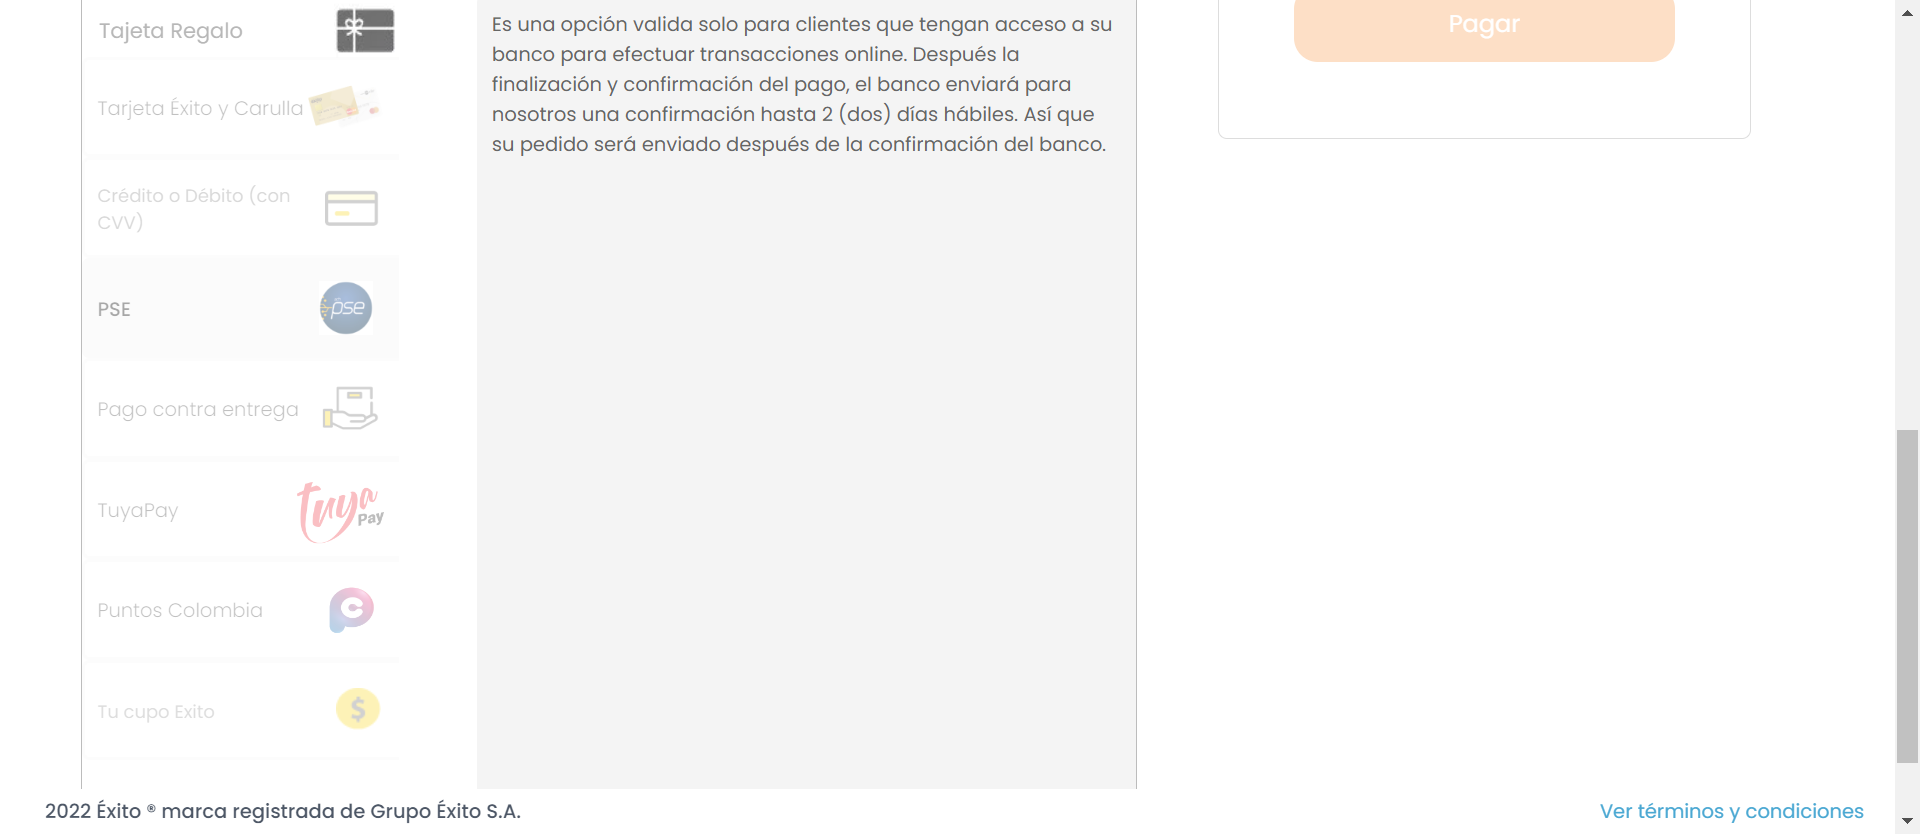 Tajeta Regalo
Tarjeta Éxito y Carulla
Crédito o Débito (con
CVV)
PSE
pse
Pago contra entrega
TuyaPay
tuya
Pay
Puntos Colombia
Tu cupo Exito
$
Es una opción valida solo para clientes que tengan acceso a su
banco para efectuar transacciones online. Después la
finalización y confirmación del pago, el banco enviará para
nosotros una confirmación hasta 2 (dos) días hábiles. Así que
su pedido será enviado después de la confirmación del banco.
Pagar
2022 Éxito ® marca registrada de Grupo Éxito S.A.
Ver términos y condiciones